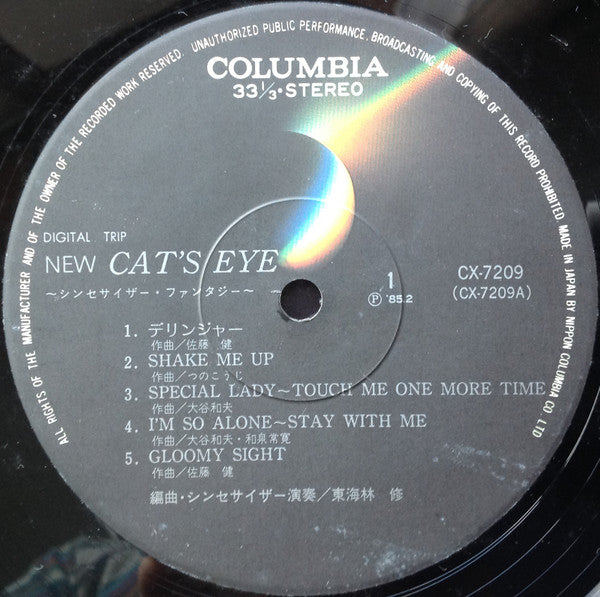 ALL RIGHTS OF THE MANUFACTURER AND OF THE OWNER OF THE RECORDED WORK RESERVED. UNAUTHORIZED PUBLIC PERFORMANCE, BROADCASTING AND COPYING OF THIS RECORD PROHIBITED. MADE IN JAPAN BY NIPPON COLUMBIA CO. LTD
COLUMBIA
33 1/3・STEREO
DIGITAL TRIP
NEW CAT'S EYE
〜シンセサイザー・ファンタジー〜
1
Ⓟ '85.2
CX-7209
(CX-7209A)
1. デリンジャー
作曲／佐藤 健
2. SHAKE ME UP
作曲／つのこうじ
3. SPECIAL LADY〜TOUCH ME ONE MORE TIME
作曲／大谷和夫
4. I'M SO ALONE〜STAY WITH ME
作曲／大谷和夫・和泉常寛
5. GLOOMY SIGHT
作曲／佐藤 健
編曲・シンセサイザー演奏／東海林 修